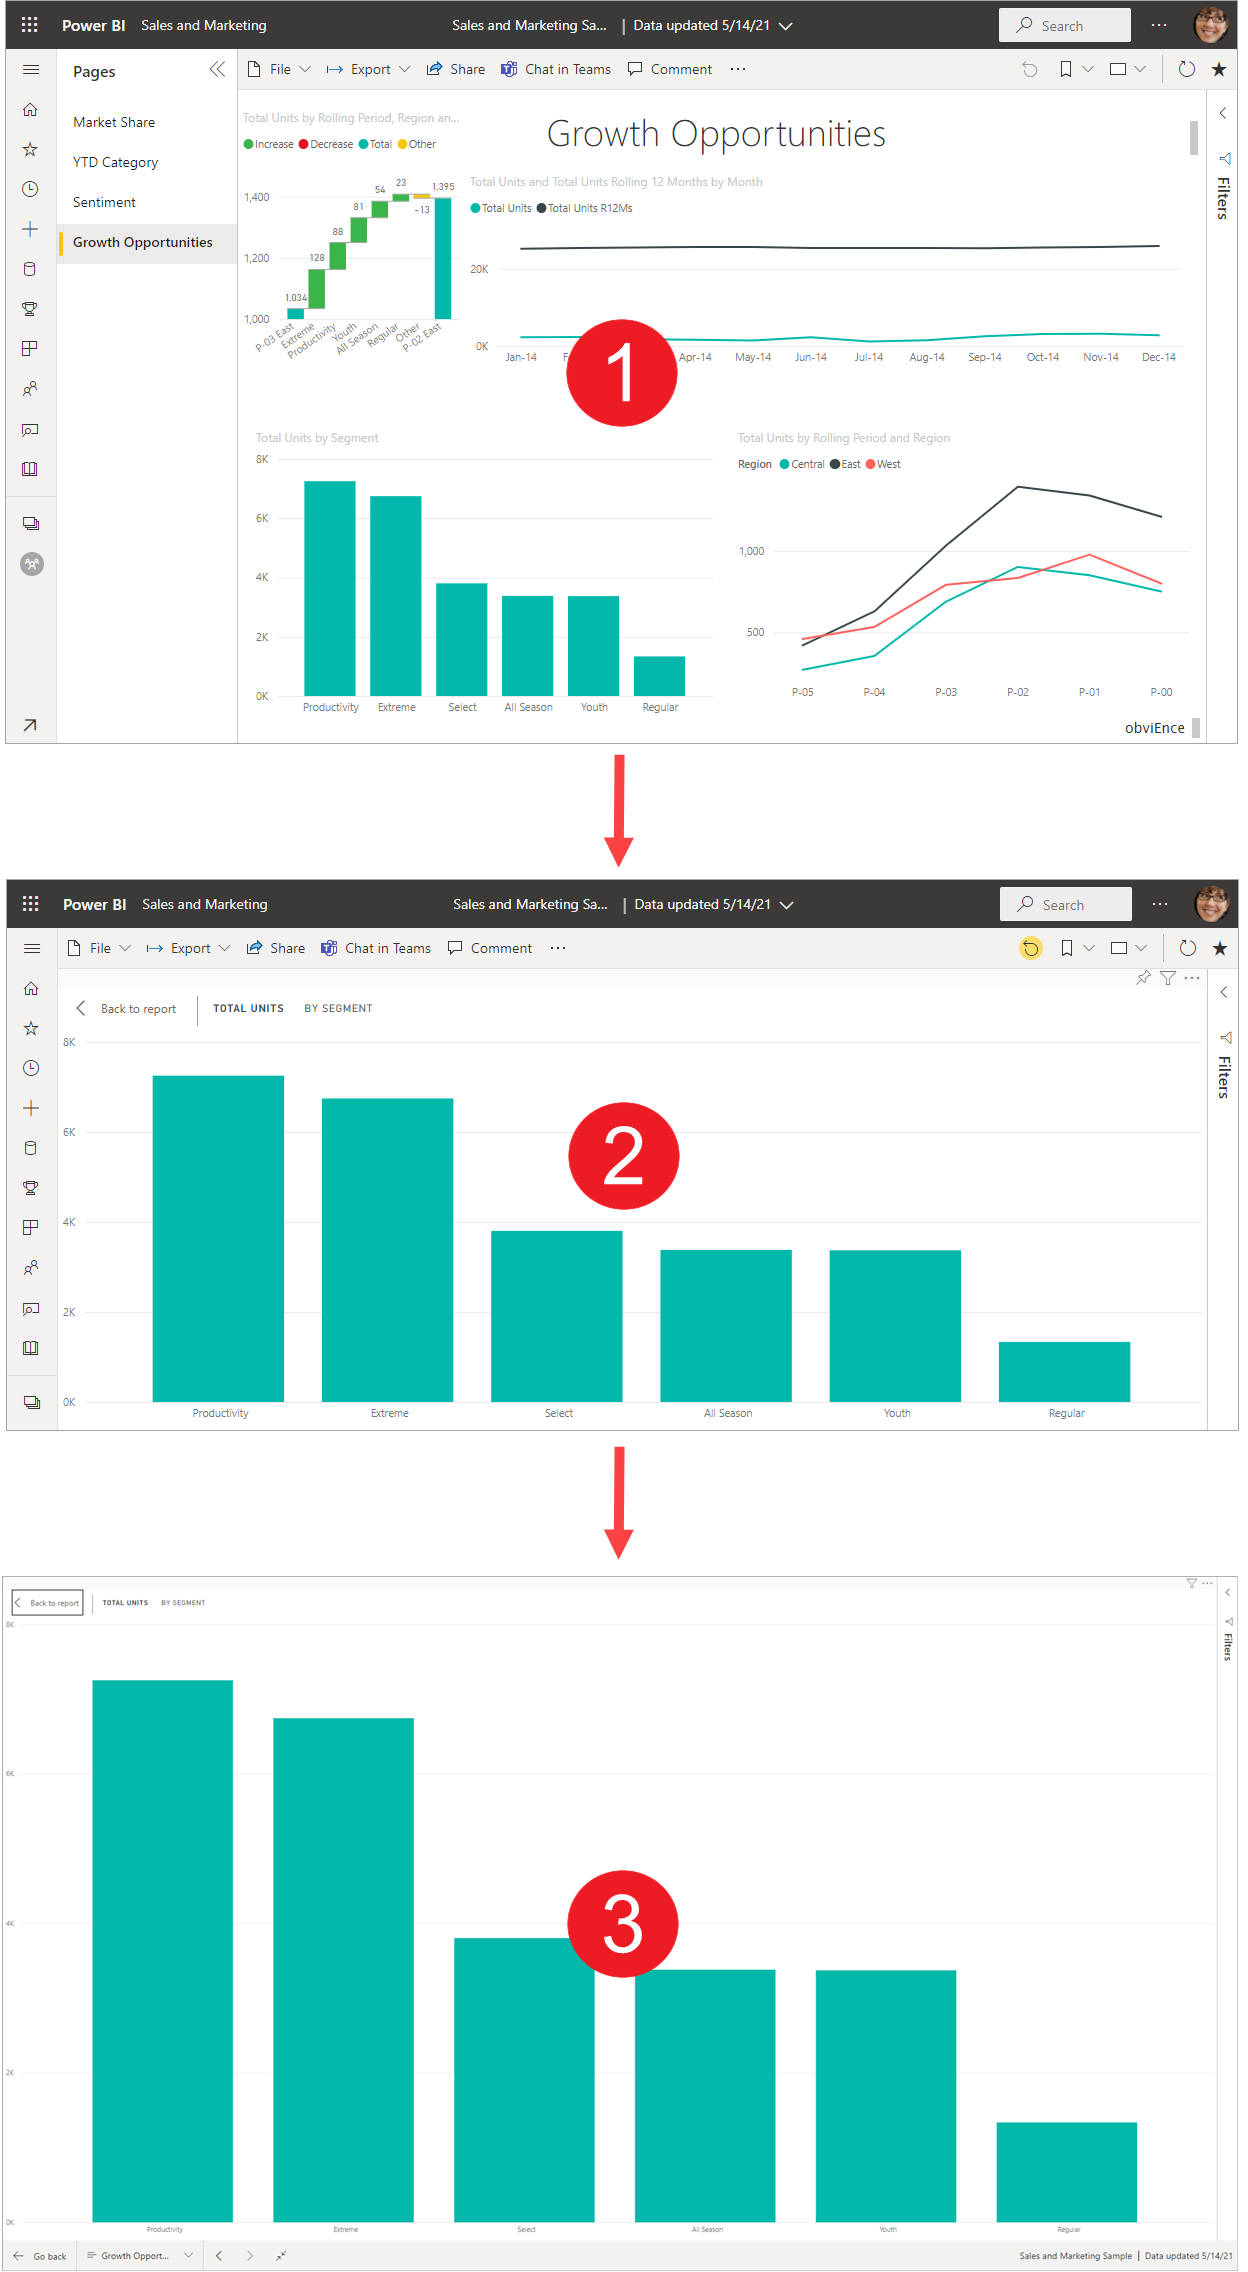 Power BI Sales and Marketing Sales and Marketing Sa... | Data updated 5/14/21 Search ...
Pages
File Export Share Chat in Teams Comment ...
Market Share
YTD Category
Sentiment
Growth Opportunities
Filters
Growth Opportunities
Total Units by Rolling Period, Region an...
Increase Decrease Total Other
1,400
1,200
1,000
1,034
128
88
81
54
23
-13
1,395
P-03 East
Extreme
Productivity
Youth
All Season
Regular
Other
P-02 East
Total Units and Total Units Rolling 12 Months by Month
Total Units Total Units R12Ms
20K
0K
Jan-14 F Apr-14 May-14 Jun-14 Jul-14 Aug-14 Sep-14 Oct-14 Nov-14 Dec-14
1
Total Units by Segment
8K
6K
4K
2K
0K
Productivity Extreme Select All Season Youth Regular
Total Units by Rolling Period and Region
Region Central East West
1,000
500
P-05 P-04 P-03 P-02 P-01 P-00
obviEnce
Power BI Sales and Marketing Sales and Marketing Sa... | Data updated 5/14/21 Search ...
File Export Share Chat in Teams Comment ...
Back to report TOTAL UNITS BY SEGMENT
Filters
8K
6K
4K
2K
0K
2
Productivity Extreme Select All Season Youth Regular
Back to report TOTAL UNITS BY SEGMENT
Filters
8K
6K
4K
2K
0K
3
Productivity Extreme Select All Season Youth Regular
Go back Growth Opport... Sales and Marketing Sample | Data updated 5/14/21